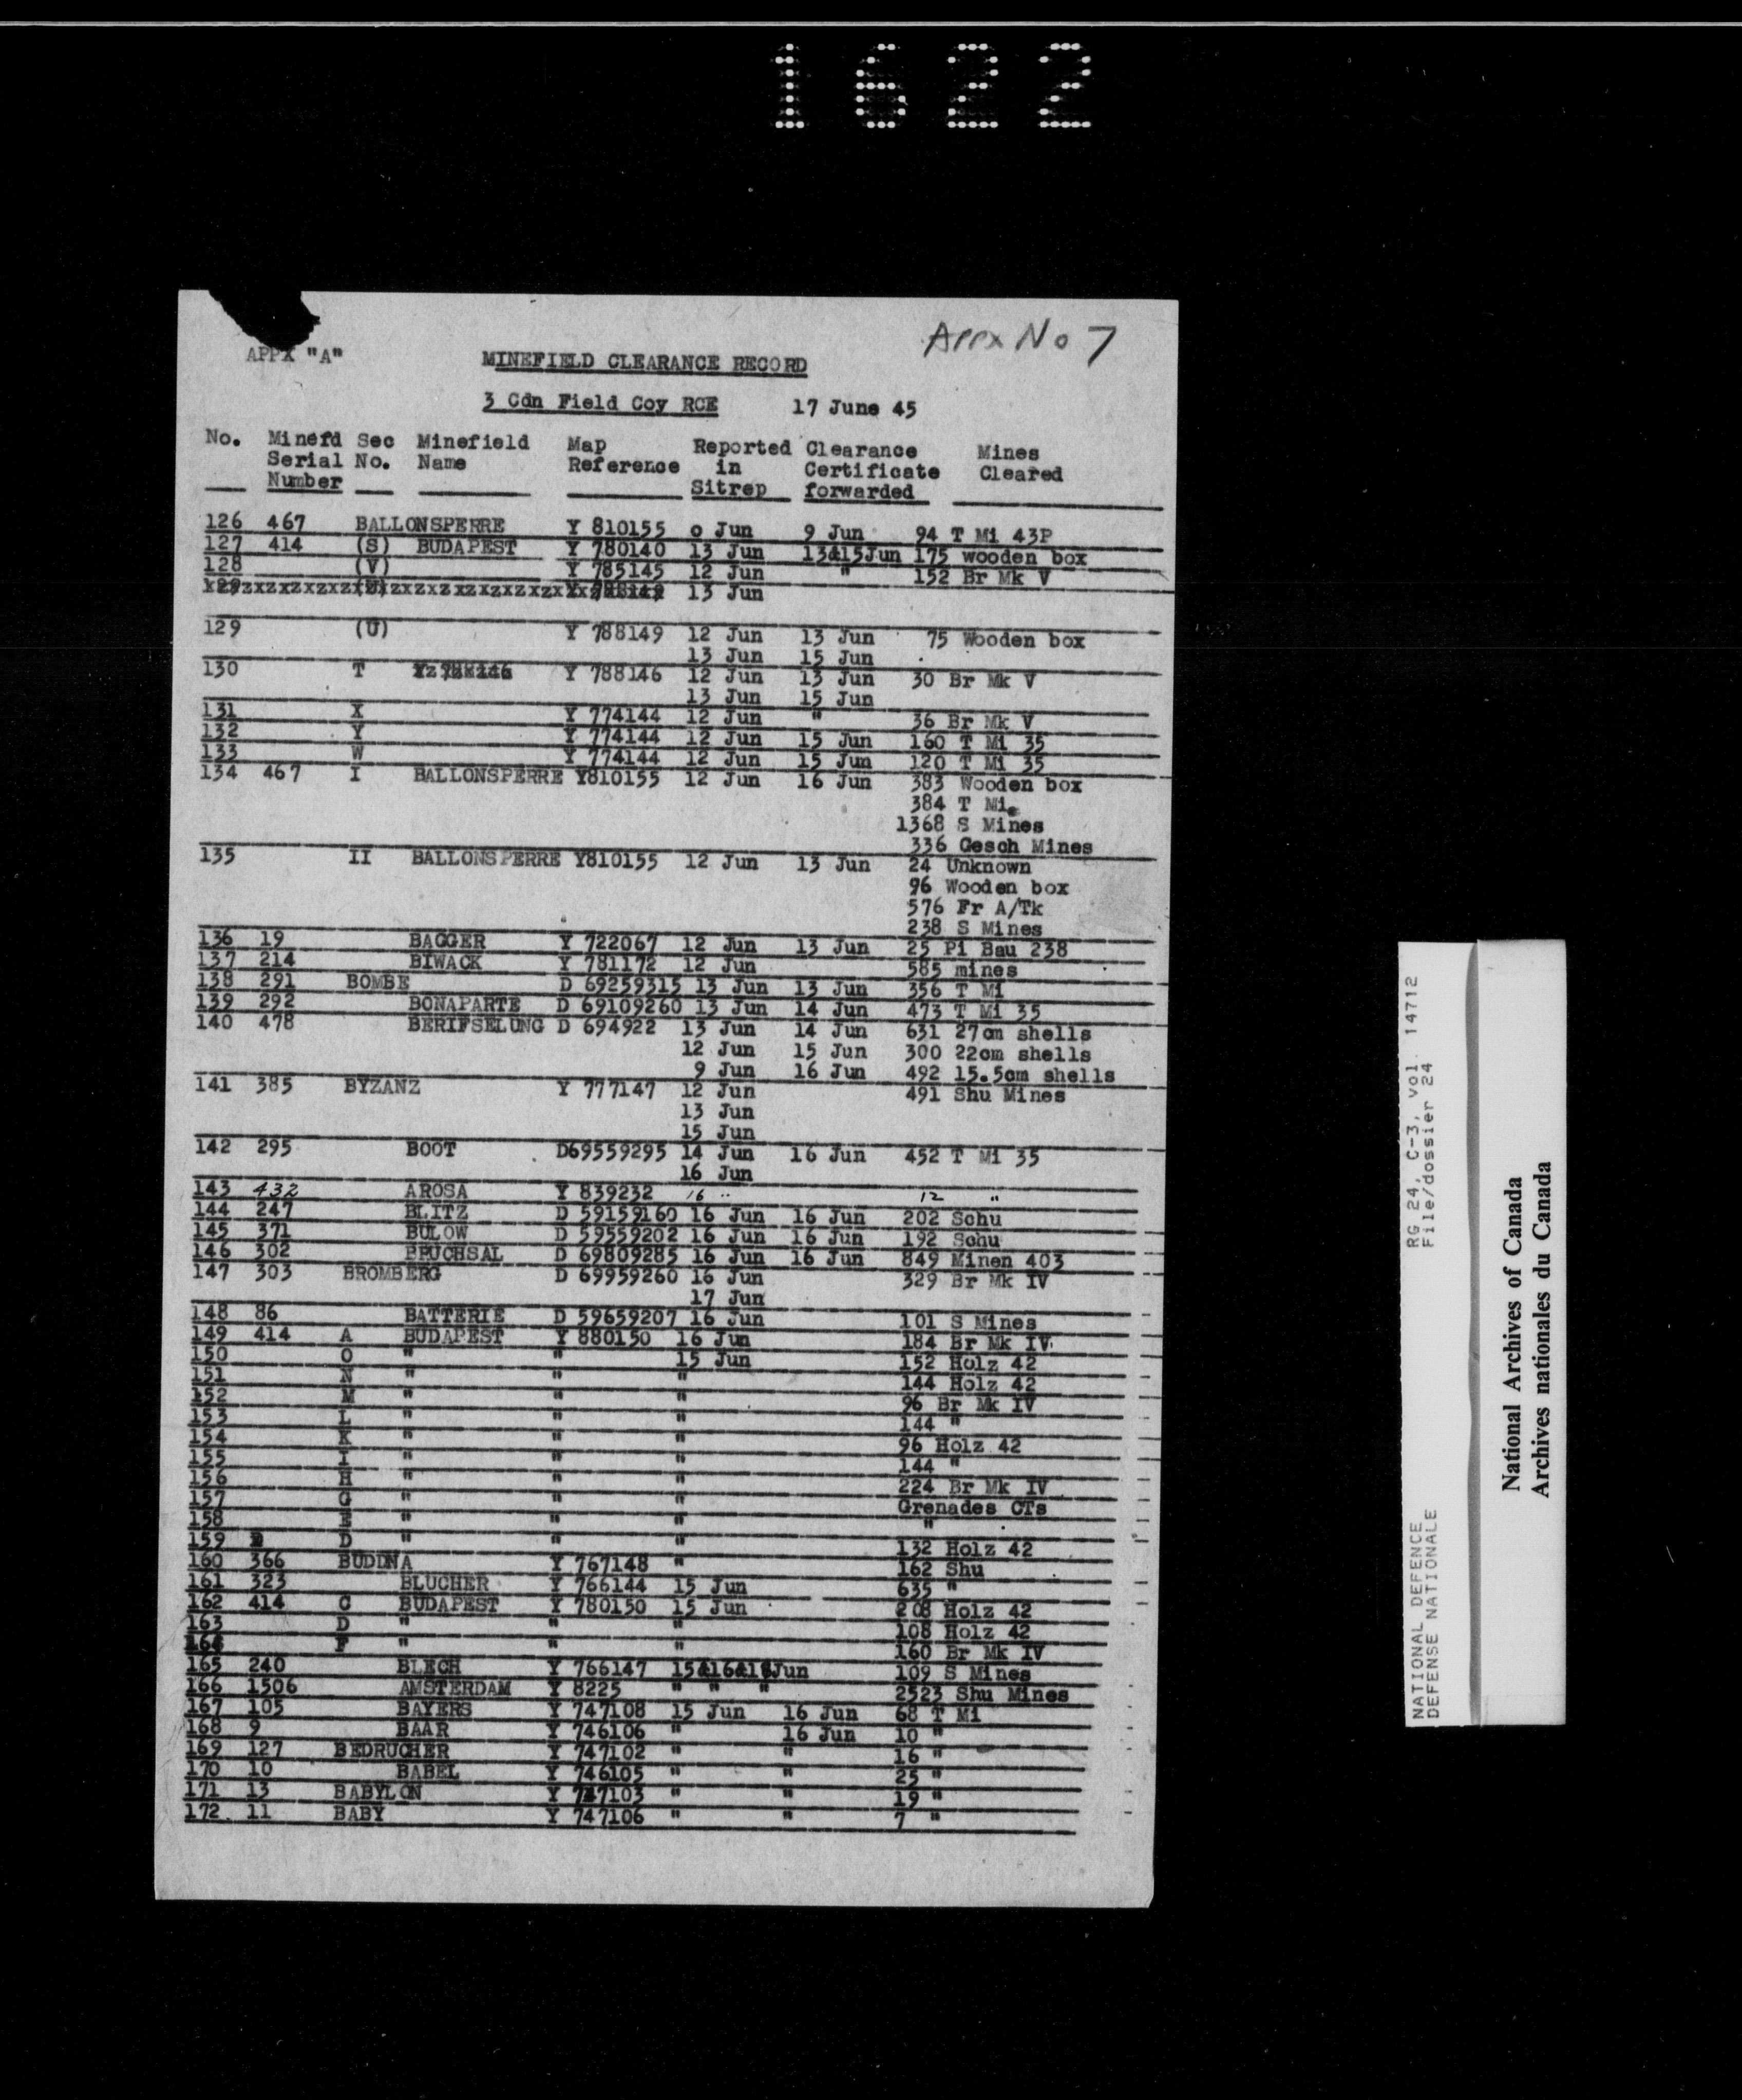 1622
Appx No 7
APPX "A"
MINEFIELD CLEARANCE RECORD
3 Cdn Field Coy RCE 17 June 45
No. Minefd Sec Minefield Map Reported Clearance Mines
Serial No. Name Reference in Certificate Cleared
Number Sitrep forwarded
126 467 BALLONSPERRE Y 810155 o Jun 9 Jun 94 T Mi 43P
127 414 (S) BUDAPEST Y 780140 13 Jun 13&15Jun 175 wooden box
128 (V) Y 785145 12 Jun " 152 Br Mk V
13 Jun
129 (U) Y 788149 12 Jun 13 Jun 75 Wooden box
13 Jun 15 Jun
130 T Y 788146 12 Jun 13 Jun 30 Br Mk V
13 Jun 15 Jun
131 X Y 774144 12 Jun " 36 Br Mk V
132 Y Y 774144 12 Jun 15 Jun 160 T Mi 35
133 W Y 774144 12 Jun 15 Jun 120 T Mi 35
134 467 I BALLONSPERRE Y810155 12 Jun 16 Jun 383 Wooden box
384 T Mi.
1368 S Mines
336 Gesch Mines
135 II BALLONSPERRE Y810155 12 Jun 13 Jun 24 Unknown
96 Wooden box
576 Fr A/Tk
238 S Mines
136 19 BAGGER Y 722067 12 Jun 13 Jun 25 Pi Bau 238
137 214 BIWACK Y 781172 12 Jun 585 mines
138 291 BOMBE D 69259315 13 Jun 13 Jun 356 T Mi
139 292 BONAPARTE D 69109260 13 Jun 14 Jun 473 T Mi 35
140 478 BERIFSELUNG D 694922 13 Jun 14 Jun 631 27cm shells
12 Jun 15 Jun 300 22cm shells
9 Jun 16 Jun 492 15.5cm shells
141 385 BYZANZ Y 777147 12 Jun 491 Shu Mines
13 Jun
15 Jun
142 295 BOOT D69559295 14 Jun 16 Jun 452 T Mi 35
16 Jun
143 432 AROSA Y 839232 16 " 12 "
144 247 BLITZ D 59159160 16 Jun 16 Jun 202 Schu
145 371 BULOW D 59559202 16 Jun 16 Jun 192 Schu
146 302 BRUCHSAL D 69809285 16 Jun 16 Jun 849 Minen 403
147 303 BROMBERG D 69959260 16 Jun 329 Br Mk IV
17 Jun
148 86 BATTERIE D 59659207 16 Jun 101 S Mines
149 414 A BUDAPEST Y 880150 16 Jun 184 Br Mk IV
150 O " " 15 Jun 152 Holz 42
151 N " " " 144 Holz 42
152 M " " " 96 Br Mk IV
153 L " " " 144 "
154 K " " " 96 Holz 42
155 I " " " 144 "
156 H " " " 224 Br Mk IV
157 G " " " Grenades CTs
158 E " " " "
159 D " " " 132 Holz 42
160 366 BUDDNA Y 767148 " 162 Shu
161 323 BLUCHER Y 766144 15 Jun 635 "
162 414 C BUDAPEST Y 780150 15 Jun 208 Holz 42
163 D " " " 108 Holz 42
164 F " " " 160 Br Mk IV
165 240 BLECH Y 766147 15&16&16Jun 109 S Mines
166 1506 AMSTERDAM Y 8225 " " " 2523 Shu Mines
167 105 BAYERS Y 747108 15 Jun 16 Jun 68 T Mi
168 9 BAAR Y 746106 " 16 Jun 10 "
169 127 BEDRUCHER Y 747102 " " 16 "
170 10 BABEL Y 746105 " " 25 "
171 13 BABYLON Y 747103 " " 19 "
172. 11 BABY Y 747106 " " 7 "
NATIONAL DEFENCE RG 24, C-3, vol. 14712
DEFENSE NATIONALE File/dossier 24
National Archives of Canada
Archives nationales du Canada